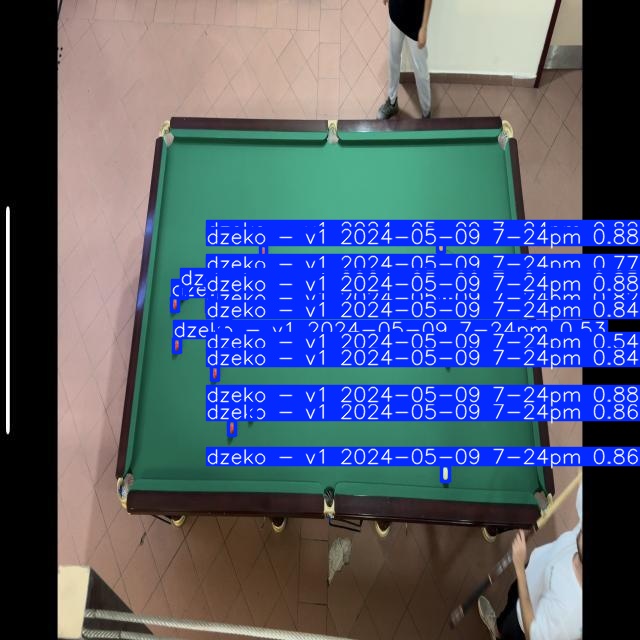 dzeko - v1 2024-05-09 7-24pm 0.88
dzeko - v1 2024-05-09 7-24pm 0.77
dz
dzeko - v1 2024-05-09 7-24pm 0.88
dzeko - v1 2024-05-09 7-24pm 0.84
dzeko - v1 2024-05-09 7-24pm 0.53
dzeko - v1 2024-05-09 7-24pm 0.54
dzeko - v1 2024-05-09 7-24pm 0.84
dzeko - v1 2024-05-09 7-24pm 0.88
dzeko - v1 2024-05-09 7-24pm 0.86
dzeko - v1 2024-05-09 7-24pm 0.86